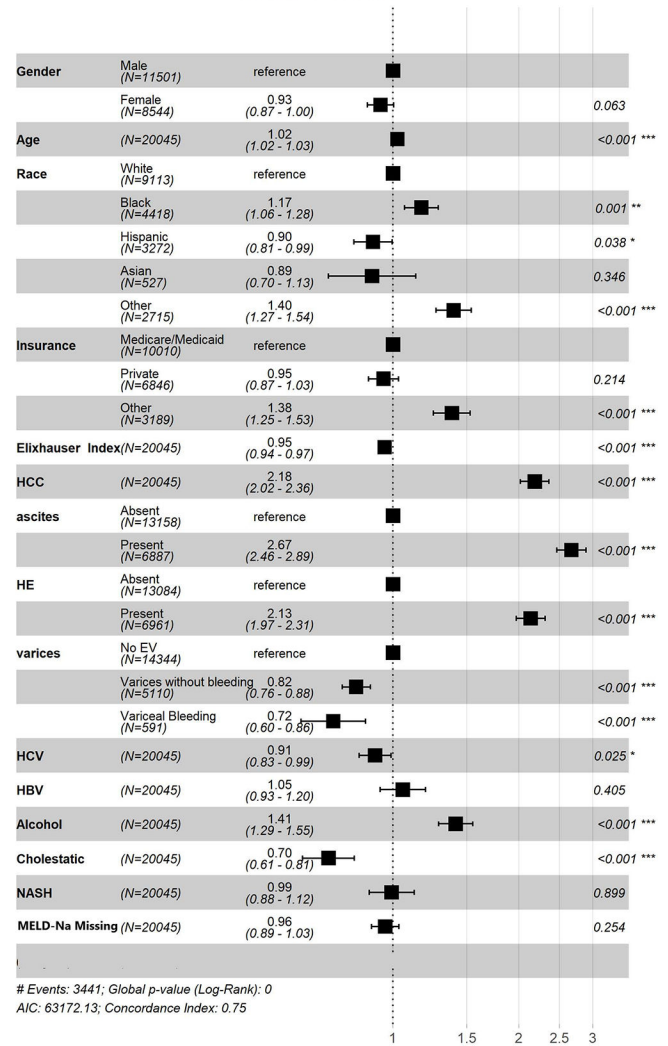 Gender Male reference
(N=11501)
Female 0.93 0.063
(N=8544) (0.87 - 1.00)
Age (N=20045) 1.02 <0.001 ***
(1.02 - 1.03)
Race White reference
(N=9113)
Black 1.17 0.001 **
(N=4418) (1.06 - 1.28)
Hispanic 0.90 0.038 *
(N=3272) (0.81 - 0.99)
Asian 0.89 0.346
(N=527) (0.70 - 1.13)
Other 1.40 <0.001 ***
(N=2715) (1.27 - 1.54)
Insurance Medicare/Medicaid reference
(N=10010)
Private 0.95 0.214
(N=6846) (0.87 - 1.03)
Other 1.38 <0.001 ***
(N=3189) (1.25 - 1.53)
Elixhauser Index (N=20045) 0.95 <0.001 ***
(0.94 - 0.97)
HCC (N=20045) 2.18 <0.001 ***
(2.02 - 2.36)
ascites Absent reference
(N=13158)
Present 2.67 <0.001 ***
(N=6887) (2.46 - 2.89)
HE Absent reference
(N=13084)
Present 2.13 <0.001 ***
(N=6961) (1.97 - 2.31)
varices No EV reference
(N=14344)
Varices without bleeding 0.82 <0.001 ***
(N=5110) (0.76 - 0.88)
Variceal Bleeding 0.72 <0.001 ***
(N=591) (0.60 - 0.86)
HCV (N=20045) 0.91 0.025 *
(0.83 - 0.99)
HBV (N=20045) 1.05 0.405
(0.93 - 1.20)
Alcohol (N=20045) 1.41 <0.001 ***
(1.29 - 1.55)
Cholestatic (N=20045) 0.70 <0.001 ***
(0.61 - 0.81)
NASH (N=20045) 0.99 0.899
(0.88 - 1.12)
MELD-Na Missing (N=20045) 0.96 0.254
(0.89 - 1.03)
# Events: 3441; Global p-value (Log-Rank): 0
AIC: 63172.13; Concordance Index: 0.75
1 1.5 2 2.5 3